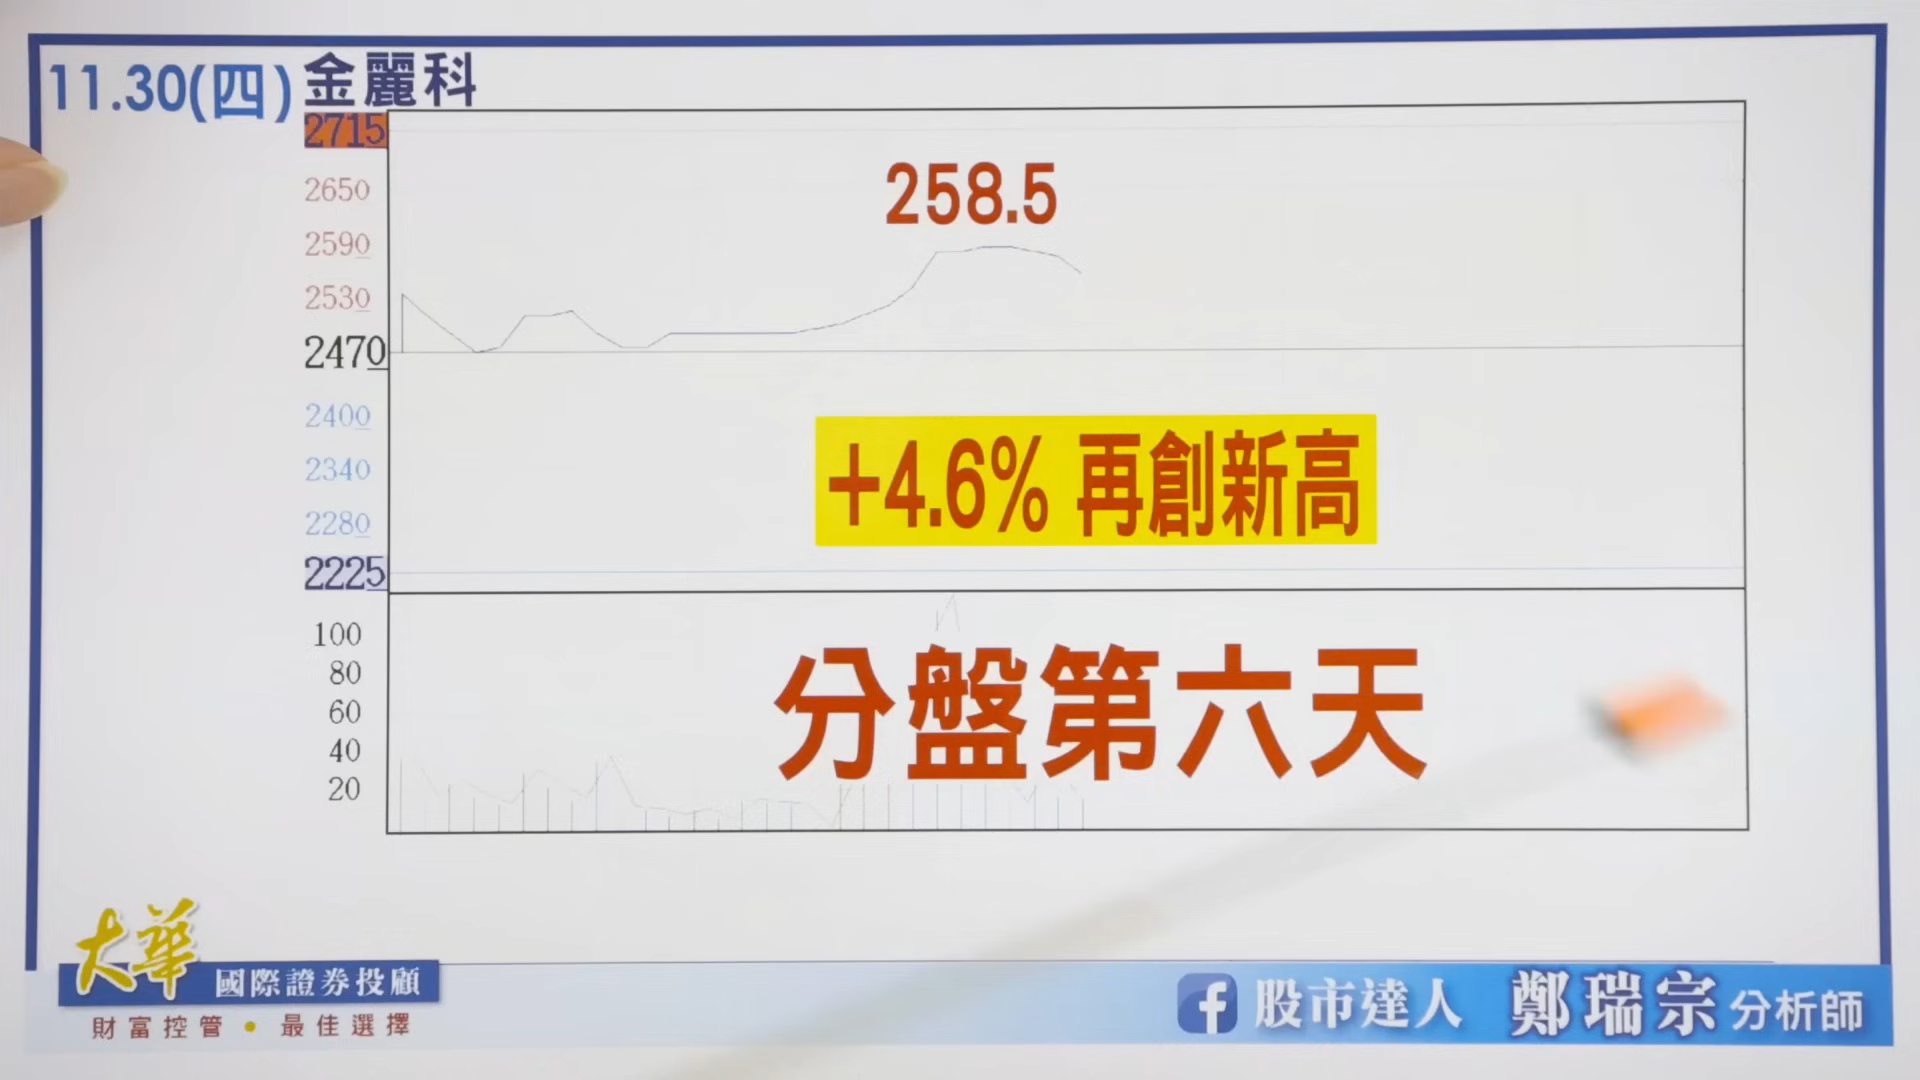 11.30(四) 金麗科
2715
2650
258.5
2590
2530
2470
2400
+4.6% 再創新高
2340
2280
2225
100
80
分盤第六天
60
40
20
大華
國際證券投顧
財富控管•最佳選擇
f 股市達人 鄭瑞宗分析師